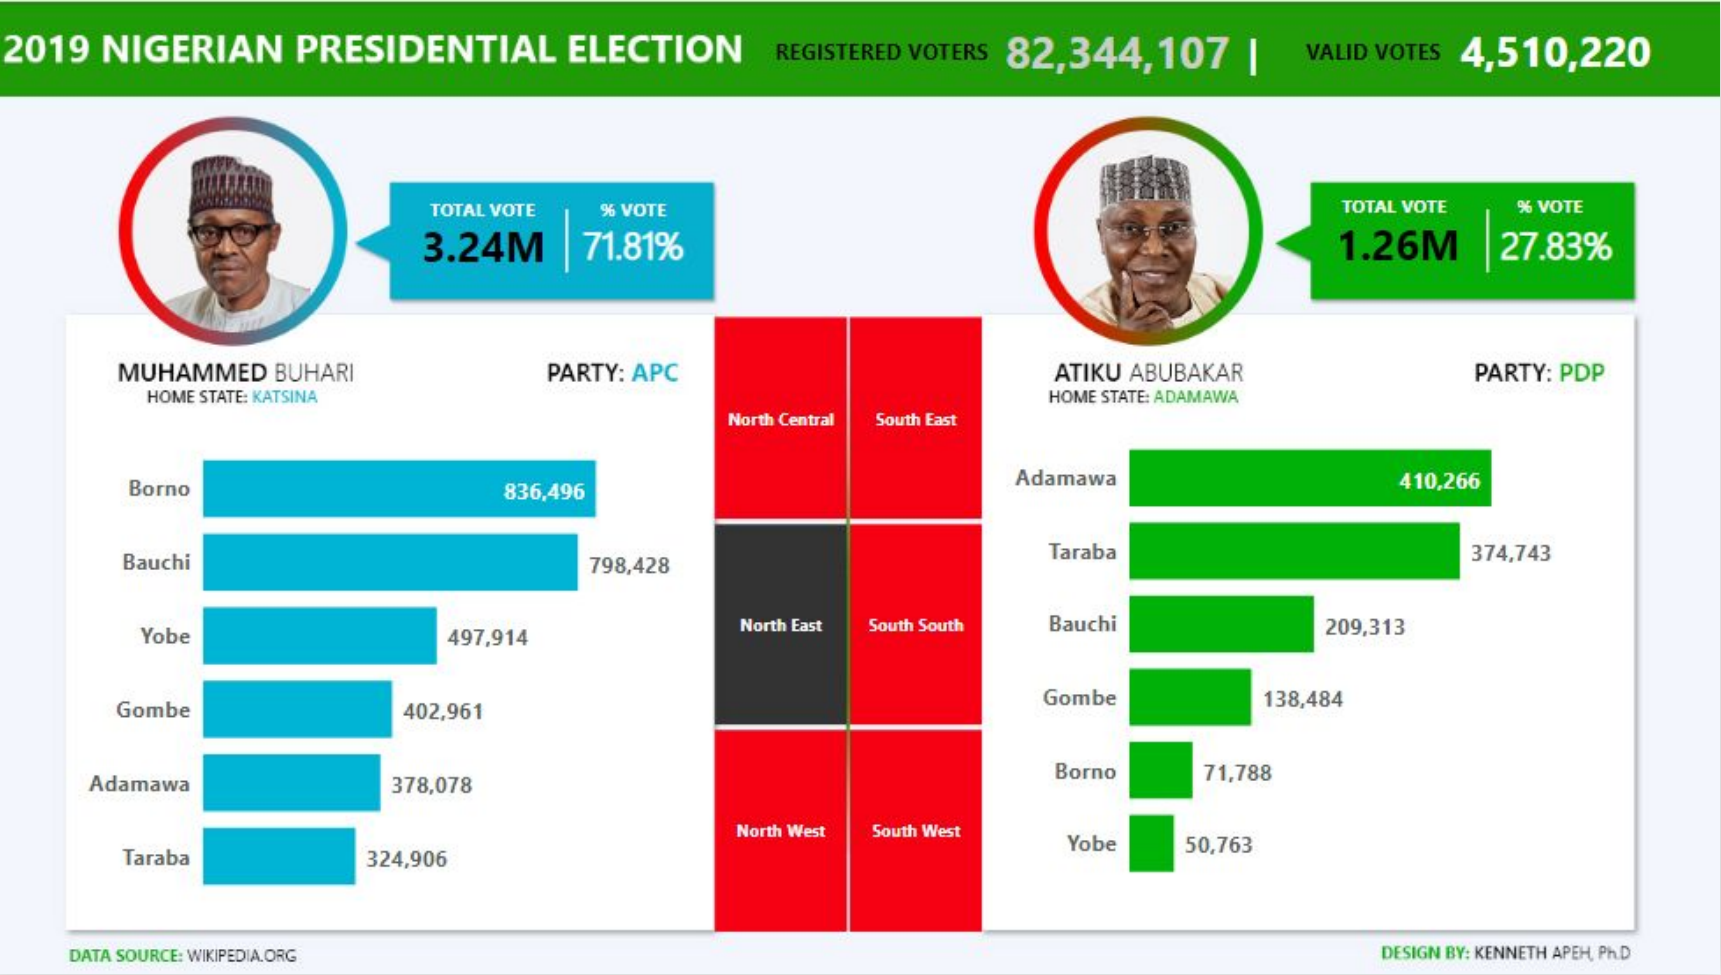 2019 NIGERIAN PRESIDENTIAL ELECTION REGISTERED VOTERS 82,344,107 | VALID VOTES 4,510,220
TOTAL VOTE % VOTE
3.24M 71.81%
TOTAL VOTE % VOTE
1.26M 27.83%
MUHAMMED BUHARI PARTY: APC
HOME STATE: KATSINA
Borno 836,496
Bauchi 798,428
Yobe 497,914
Gombe 402,961
Adamawa 378,078
Taraba 324,906
North Central South East
North East South South
North West South West
ATIKU ABUBAKAR PARTY: PDP
HOME STATE: ADAMAWA
Adamawa 410,266
Taraba 374,743
Bauchi 209,313
Gombe 138,484
Borno 71,788
Yobe 50,763
DATA SOURCE: WIKIPEDIA.ORG
DESIGN BY: KENNETH APEH, Ph.D